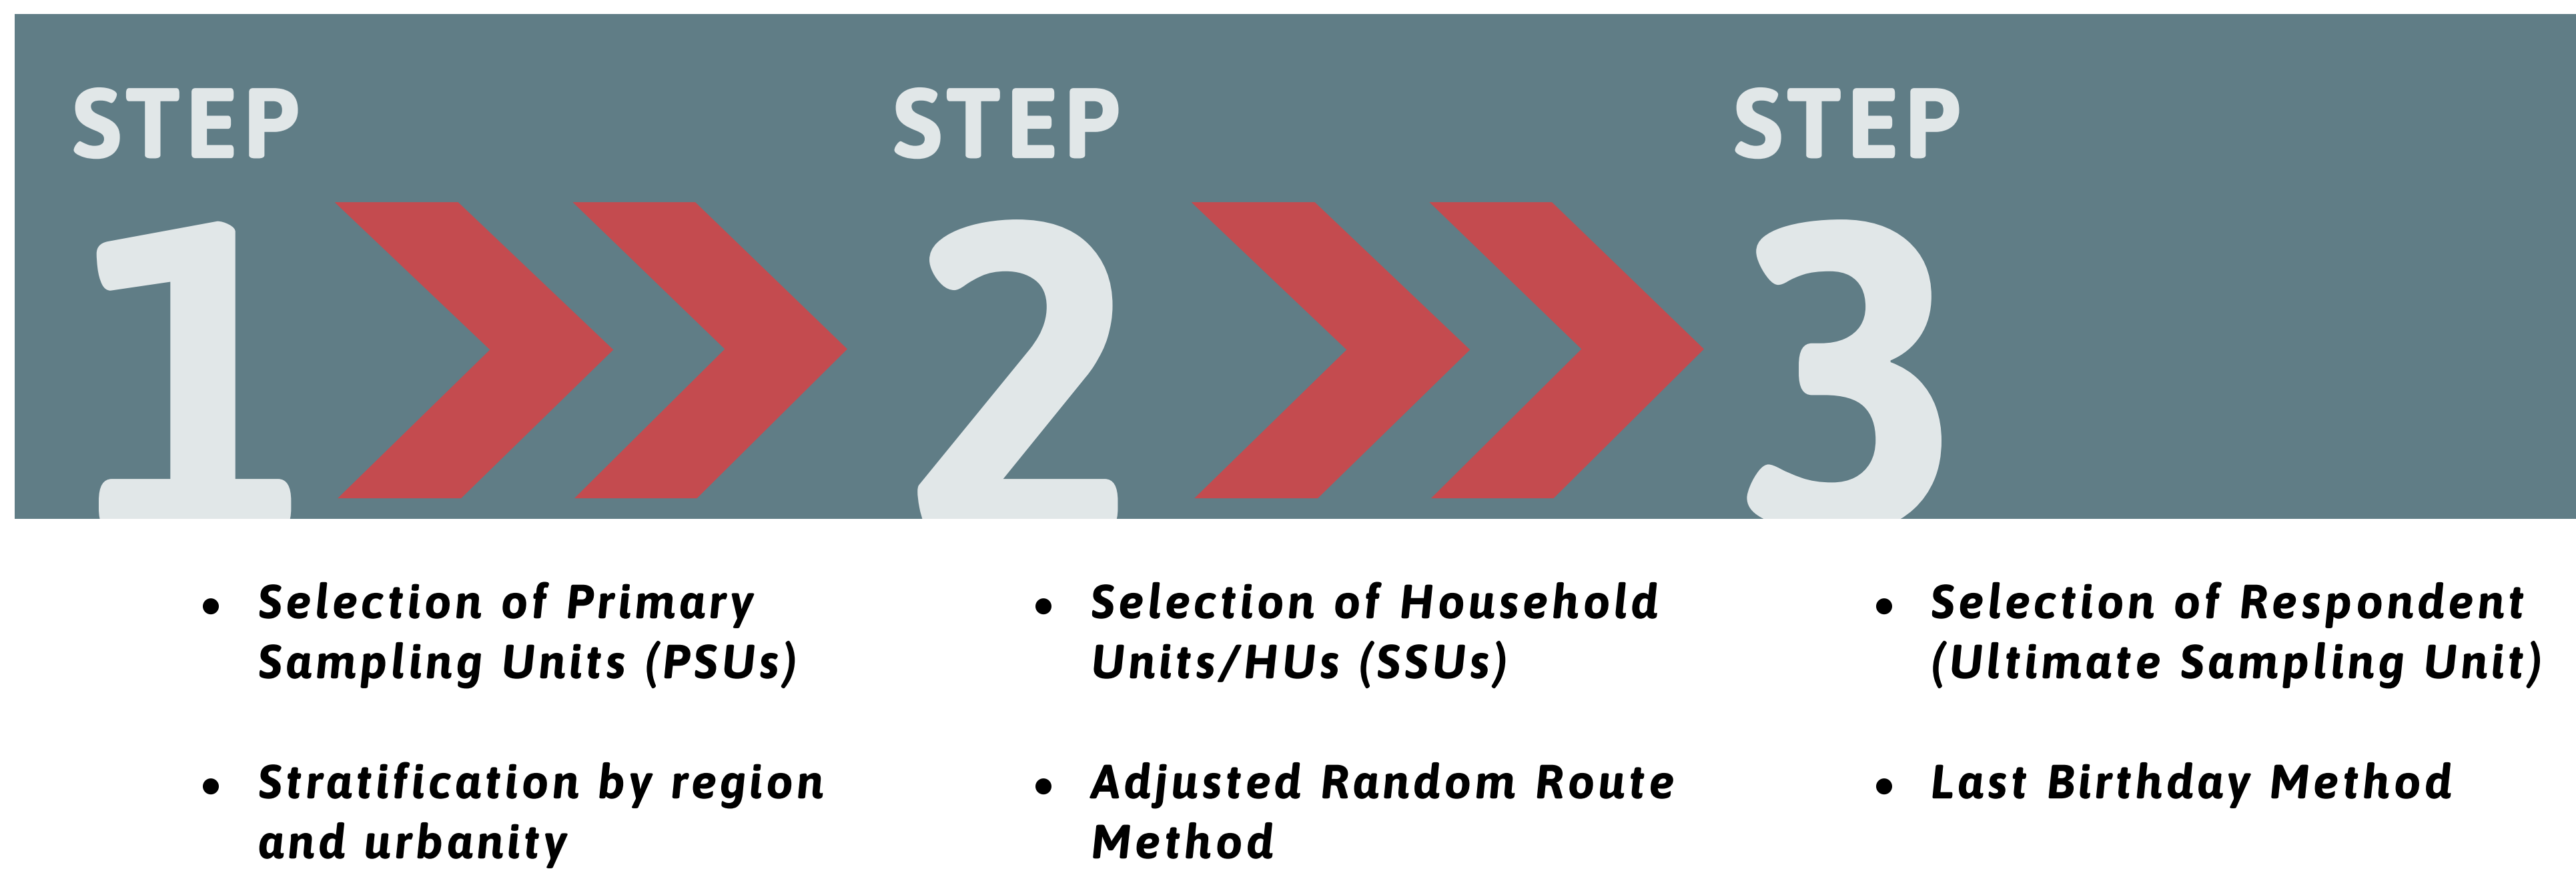 STEP
1
STEP
2
STEP
3
• Selection of Primary
Sampling Units (PSUs)
• Stratification by region
and urbanity
• Selection of Household
Units/HUs (SSUs)
• Adjusted Random Route
Method
• Selection of Respondent
(Ultimate Sampling Unit)
• Last Birthday Method